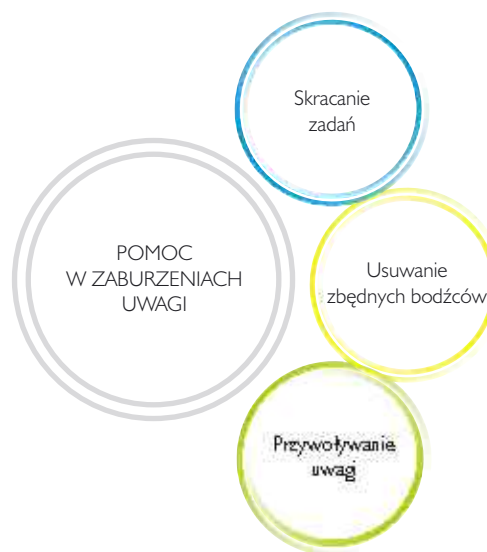 Skracanie
zadań
POMOC
W ZABURZENIACH
UWAGI
Usuwanie
zbędnych bodźców
Przywoływanie
uwagi